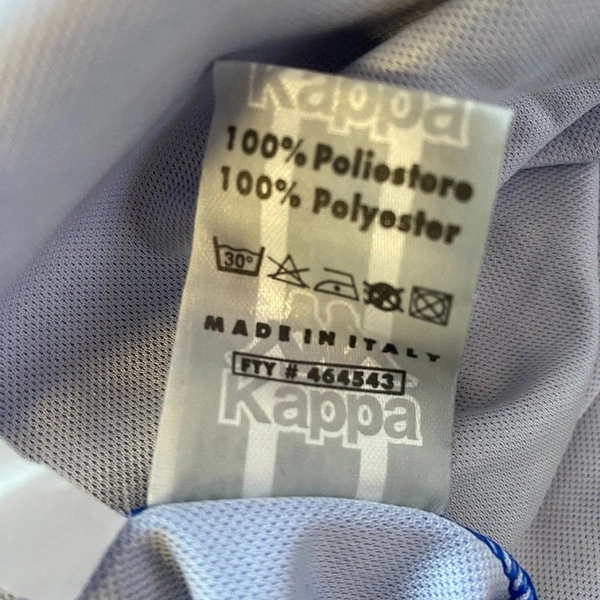 Kappa
100% Poliestere
100% Polyester
30°
MADE IN ITALY
FTY # 464543
Kappa